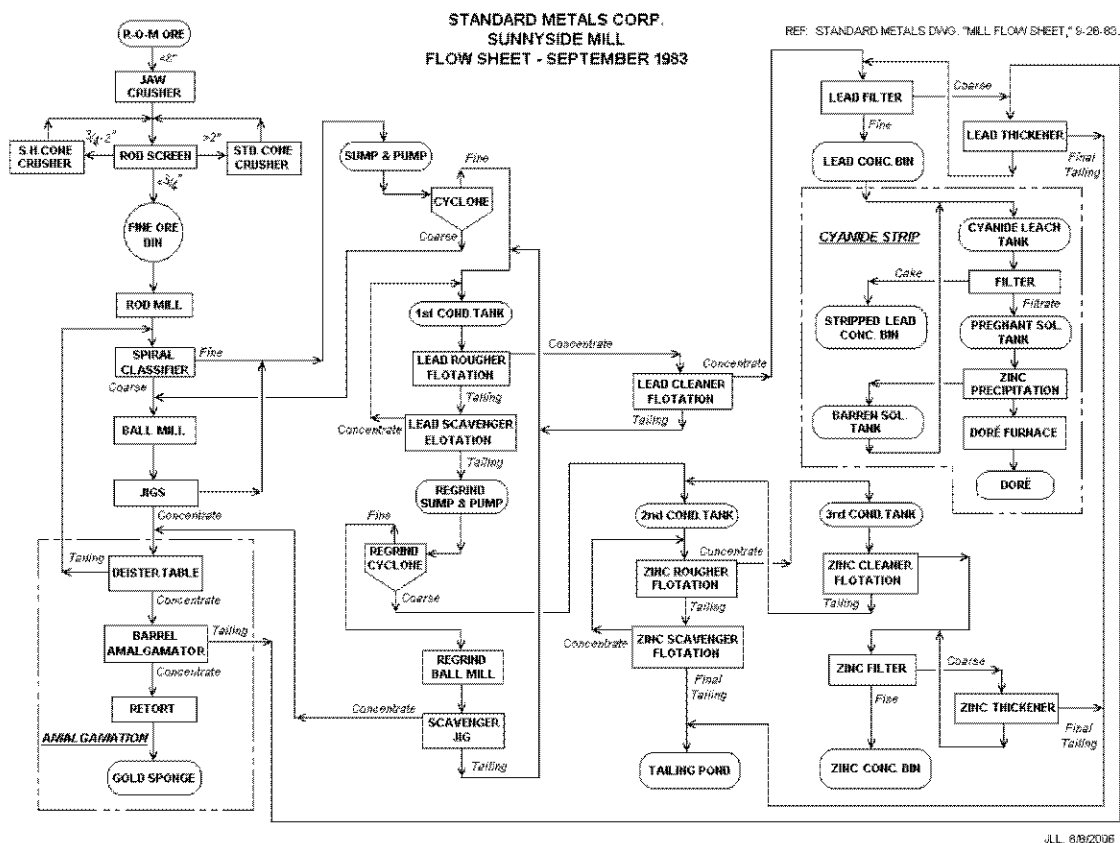 STANDARD METALS CORP.
SUNNYSIDE MILL
FLOW SHEET - SEPTEMBER 1983
REF: STANDARD METALS DWG. "MILL FLOW SHEET," 9-28-83.
R-O-M ORE
<8"
JAW
CRUSHER
3/4-2"
>2"
S.H. CONE
CRUSHER
ROD SCREEN
STD. CONE
CRUSHER
<3/4"
FINE ORE
BIN
ROD MILL
SPIRAL
CLASSIFIER
Fine
Coarse
BALL MILL
JIGS
Concentrate
Tailing
DEISTER TABLE
Concentrate
BARREL
AMALGAMATOR
Tailing
Concentrate
RETORT
AMALGAMATION
GOLD SPONGE
SUMP & PUMP
Fine
CYCLONE
Coarse
1st COND. TANK
LEAD ROUGHER
FLOTATION
Concentrate
Tailing
Concentrate
LEAD SCAVENGER
FLOTATION
Tailing
REGRIND
SUMP & PUMP
Fine
REGRIND
CYCLONE
Coarse
REGRIND
BALL MILL
Concentrate
SCAVENGER
JIG
Tailing
Concentrate
LEAD CLEANER
FLOTATION
Tailing
2nd COND. TANK
Concentrate
ZINC ROUGHER
FLOTATION
Tailing
Concentrate
ZINC SCAVENGER
FLOTATION
Final
Tailing
TAILING POND
3rd COND. TANK
ZINC CLEANER
FLOTATION
Tailing
ZINC FILTER
Coarse
Fine
ZINC THICKENER
Final
Tailing
ZINC CONC. BIN
LEAD FILTER
Coarse
Fine
LEAD THICKENER
LEAD CONC. BIN
Final
Tailing
CYANIDE STRIP
CYANIDE LEACH
TANK
Cake
FILTER
Filtrate
STRIPPED LEAD
CONC. BIN
PREGNANT SOL.
TANK
ZINC
PRECIPITATION
BARREN SOL.
TANK
DORÉ FURNACE
DORÉ
JLL 6/8/2006